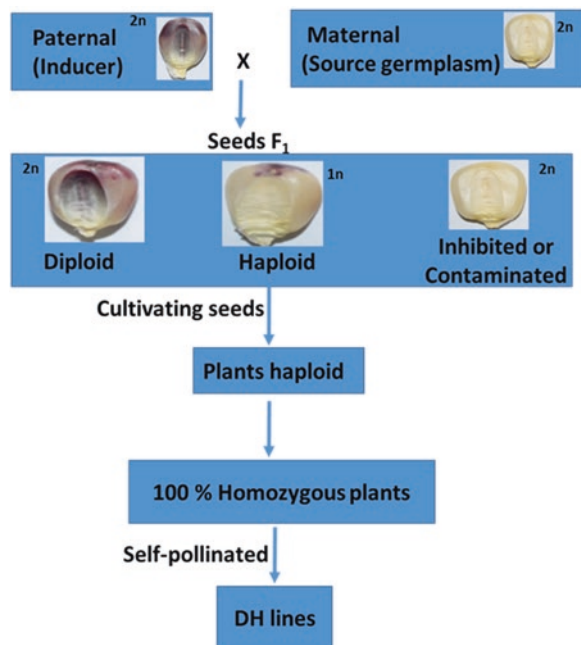 Paternal
(Inducer)
2n
X
Maternal
(Source germplasm)
2n
Seeds F₁
2n
Diploid
1n
Haploid
2n
Inhibited or
Contaminated
Cultivating seeds
Plants haploid
100 % Homozygous plants
Self-pollinated
DH lines